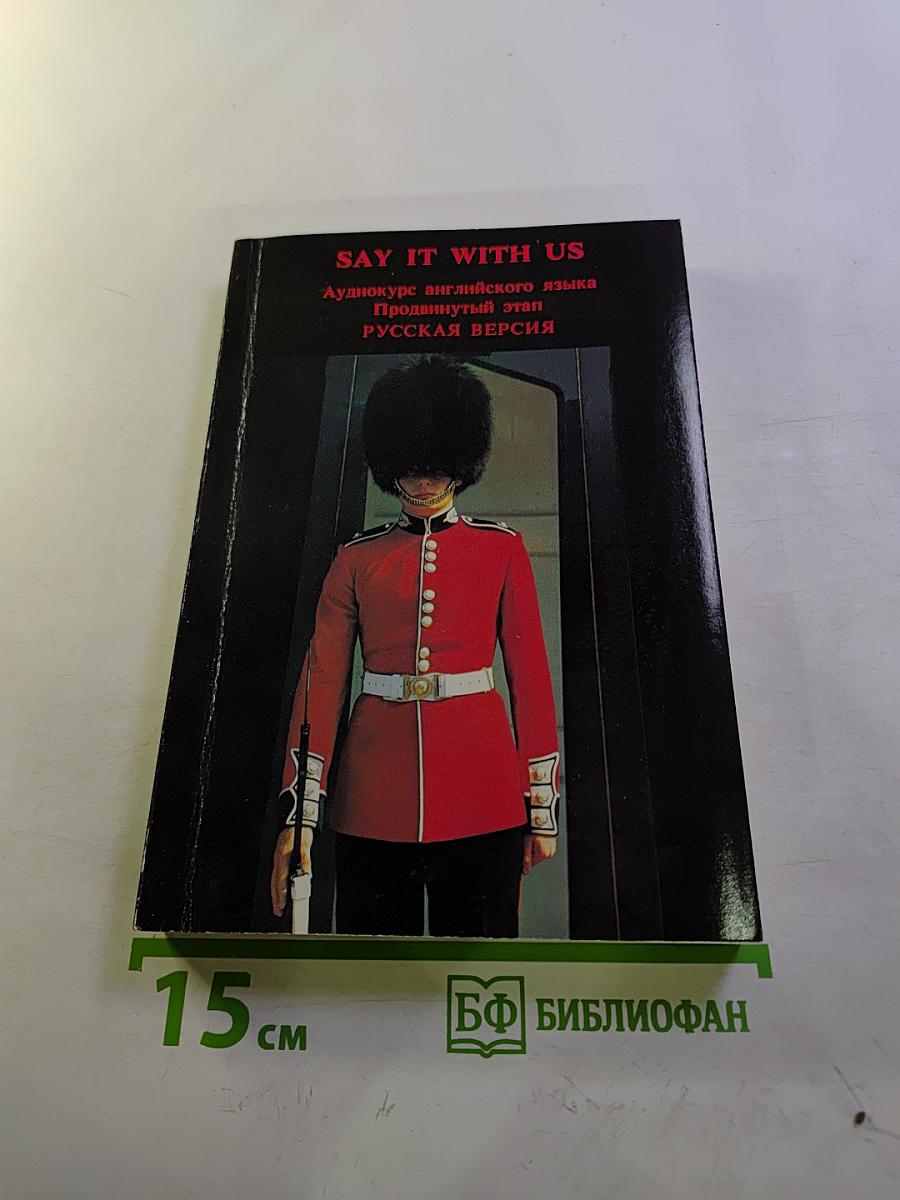 SAY IT WITH US
Аудиокурс английского языка
Продвинутый этап
РУССКАЯ ВЕРСИЯ
15 см
БФ БИБЛИОФАН